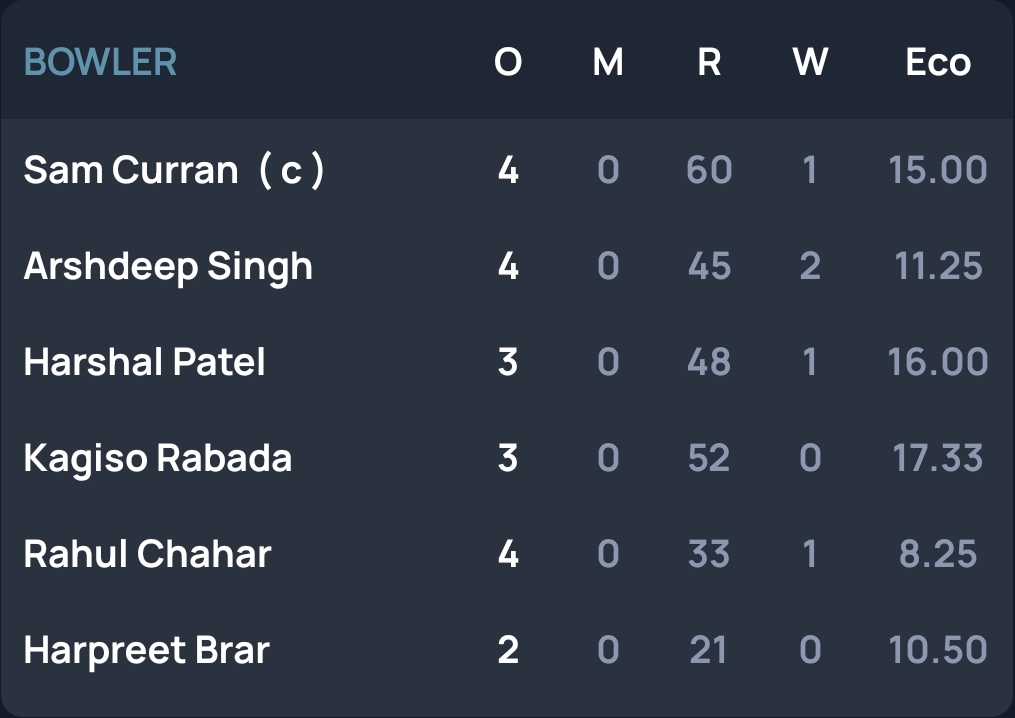 BOWLER O M R W Eco
Sam Curran ( c ) 4 0 60 1 15.00
Arshdeep Singh 4 0 45 2 11.25
Harshal Patel 3 0 48 1 16.00
Kagiso Rabada 3 0 52 0 17.33
Rahul Chahar 4 0 33 1 8.25
Harpreet Brar 2 0 21 0 10.50